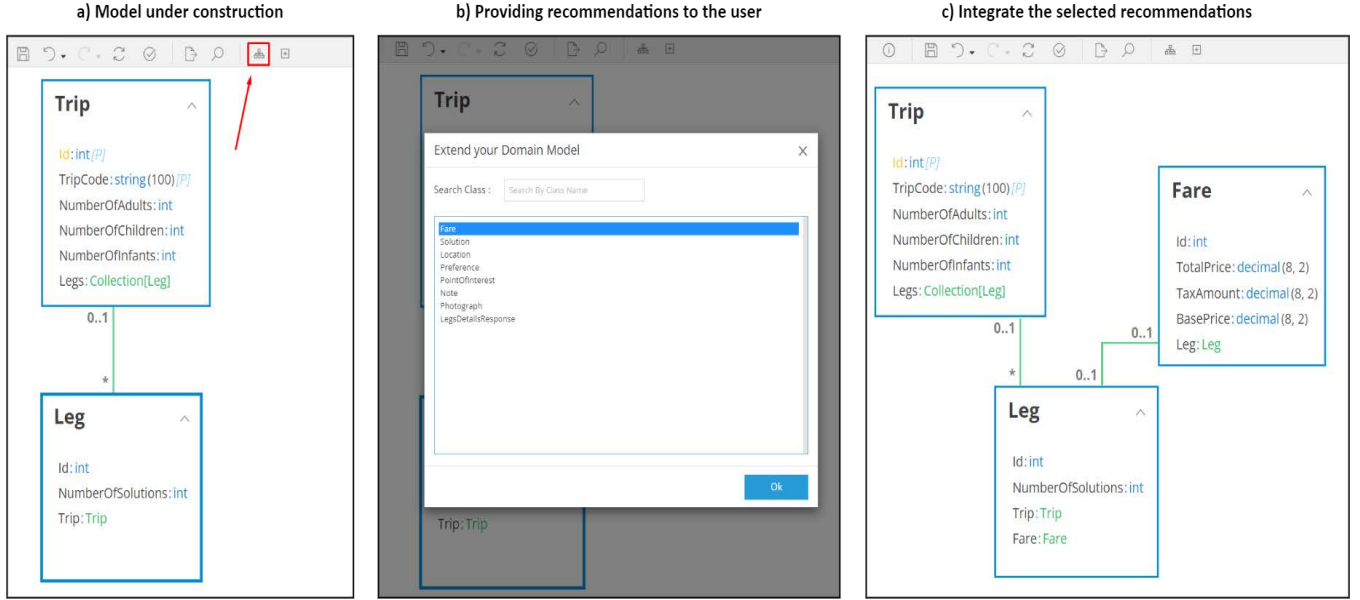 a) Model under construction
Trip
Id: int [P]
TripCode: string (100) [P]
NumberOfAdults: int
NumberOfChildren: int
NumberOfInfants: int
Legs: Collection[Leg]
0..1
*
Leg
Id: int
NumberOfSolutions: int
Trip: Trip
b) Providing recommendations to the user
Trip
Extend your Domain Model
X
Search Class :
Search By Class Name
Fare
Solution
Location
Preference
PointOfInterest
Note
Photograph
LegsDetailsResponse
Ok
Trip: Trip
c) Integrate the selected recommendations
Trip
Id: int [P]
TripCode: string (100) [P]
NumberOfAdults: int
NumberOfChildren: int
NumberOfInfants: int
Legs: Collection[Leg]
Fare
Id: int
TotalPrice: decimal (8, 2)
TaxAmount: decimal (8, 2)
BasePrice: decimal (8, 2)
Leg: Leg
0..1
0..1
*
0..1
Leg
Id: int
NumberOfSolutions: int
Trip: Trip
Fare: Fare